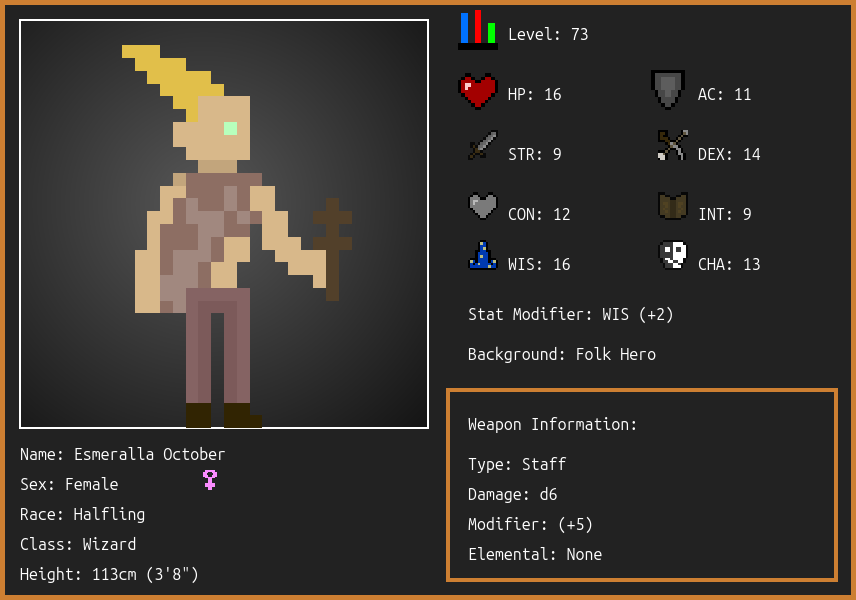 Level: 73
HP: 16
AC: 11
STR: 9
DEX: 14
CON: 12
INT: 9
WIS: 16
CHA: 13
Stat Modifier: WIS (+2)
Background: Folk Hero
Weapon Information:
Type: Staff
Damage: d6
Modifier: (+5)
Elemental: None
Name: Esmeralla October
Sex: Female
Race: Halfling
Class: Wizard
Height: 113cm (3'8")